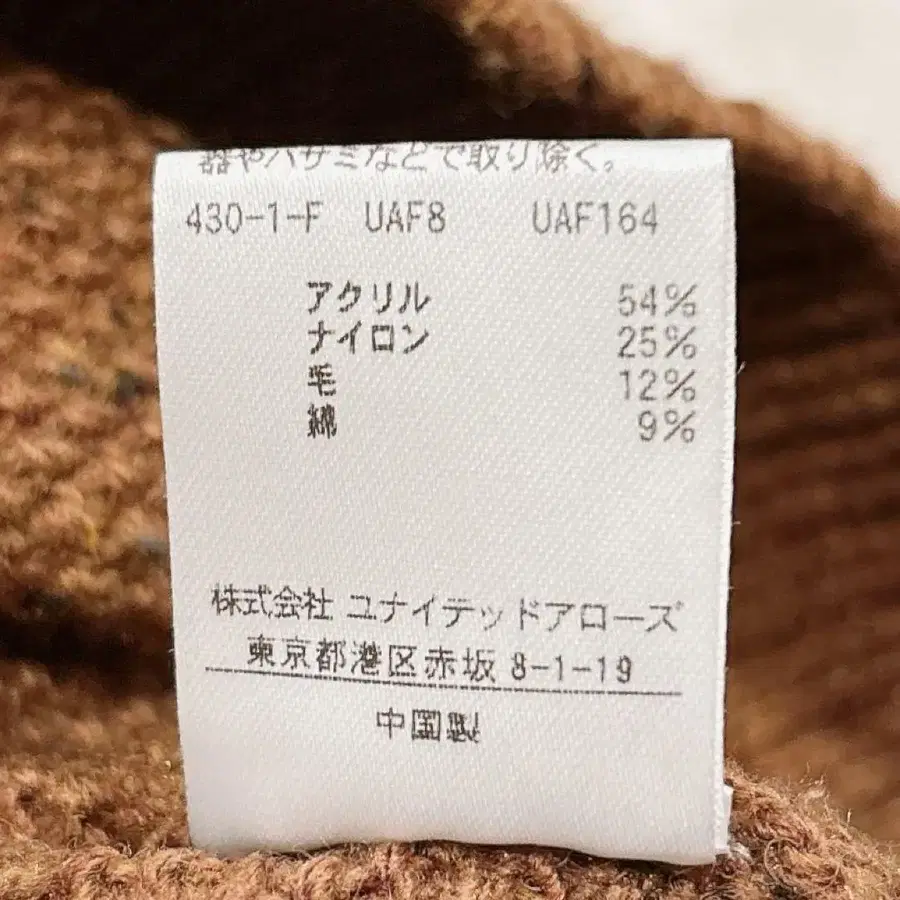 器やハサミなどで取り除く。
430-1-F UAF8 UAF164
アクリル 54%
ナイロン 25%
毛 12%
綿 9%
株式会社 ユナイテッドアローズ
東京都港区赤坂 8-1-19
中国製